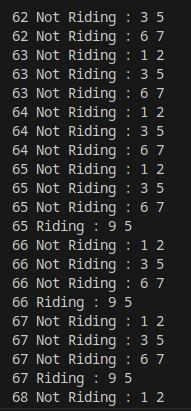 62 Not Riding : 3 5
62 Not Riding : 6 7
63 Not Riding : 1 2
63 Not Riding : 3 5
63 Not Riding : 6 7
64 Not Riding : 1 2
64 Not Riding : 3 5
64 Not Riding : 6 7
65 Not Riding : 1 2
65 Not Riding : 3 5
65 Not Riding : 6 7
65 Riding : 9 5
66 Not Riding : 1 2
66 Not Riding : 3 5
66 Not Riding : 6 7
66 Riding : 9 5
67 Not Riding : 1 2
67 Not Riding : 3 5
67 Not Riding : 6 7
67 Riding : 9 5
68 Not Riding : 1 2